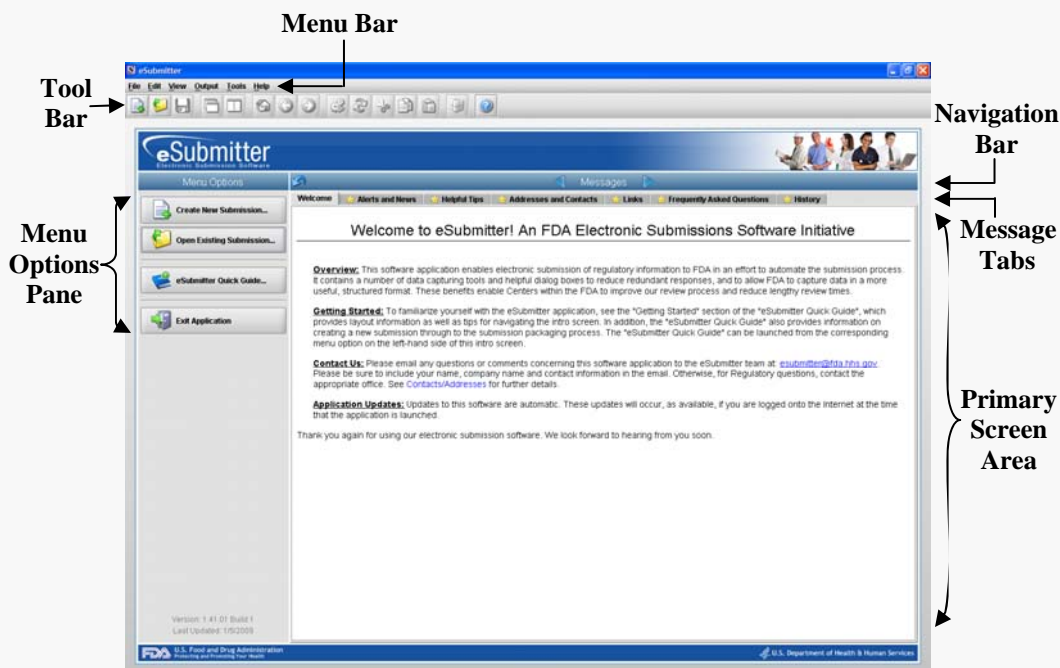 Menu Bar
eSubmitter
File Edit View Output Tools Help
Tool
Bar
Navigation
Bar
eSubmitter
Electronic Submission Software
Menu Options
Messages
Welcome Alerts and News Helpful Tips Addresses and Contacts Links Frequently Asked Questions History
Message
Tabs
Menu
Options
Pane
Create New Submission...
Open Existing Submission...
eSubmitter Quick Guide...
Exit Application
Welcome to eSubmitter! An FDA Electronic Submissions Software Initiative
Overview: This software application enables electronic submission of regulatory information to FDA in an effort to automate the submission process.
It contains a number of data capturing tools and helpful dialog boxes to reduce redundant responses, and to allow FDA to capture data in a more
useful, structured format. These benefits enable Centers within the FDA to improve our review process and reduce lengthy review times.
Getting Started: To familiarize yourself with the eSubmitter application, see the "Getting Started" section of the "eSubmitter Quick Guide", which
provides layout information as well as tips for navigating the intro screen. In addition, the "eSubmitter Quick Guide" also provides information on
creating a new submission through to the submission packaging process. The "eSubmitter Quick Guide" can be launched from the corresponding
menu option on the left-hand side of this intro screen.
Contact Us: Please email any questions or comments concerning this software application to the eSubmitter team at esubmitter@fda.hhs.gov.
Please be sure to include your name, company name and contact information in the email. Otherwise, for Regulatory questions, contact the
appropriate office. See Contacts/Addresses for further details.
Application Updates: Updates to this software are automatic. These updates will occur, as available, if you are logged onto the Internet at the time
that the application is launched.
Thank you again for using our electronic submission software. We look forward to hearing from you soon.
Primary
Screen
Area
Version: 1.41.01 Build 1
Last Updated: 1/5/2009
FDA U.S. Food and Drug Administration
Protecting and Promoting Your Health
U.S. Department of Health & Human Services